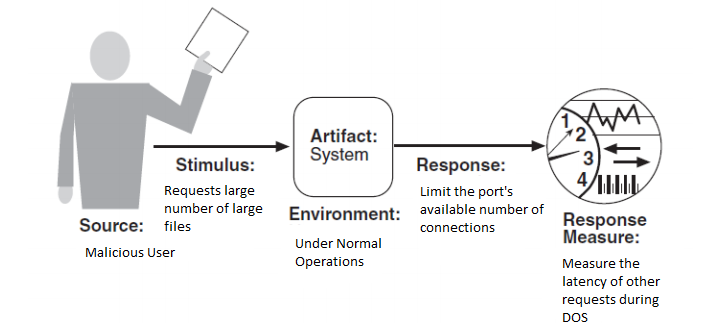 Source:
Malicious User
Stimulus:
Requests large
number of large
files
Artifact:
System
Environment:
Under Normal
Operations
Response:
Limit the port's
available number of
connections
1
2
3
4
Response
Measure:
Measure the
latency of other
requests during
DOS